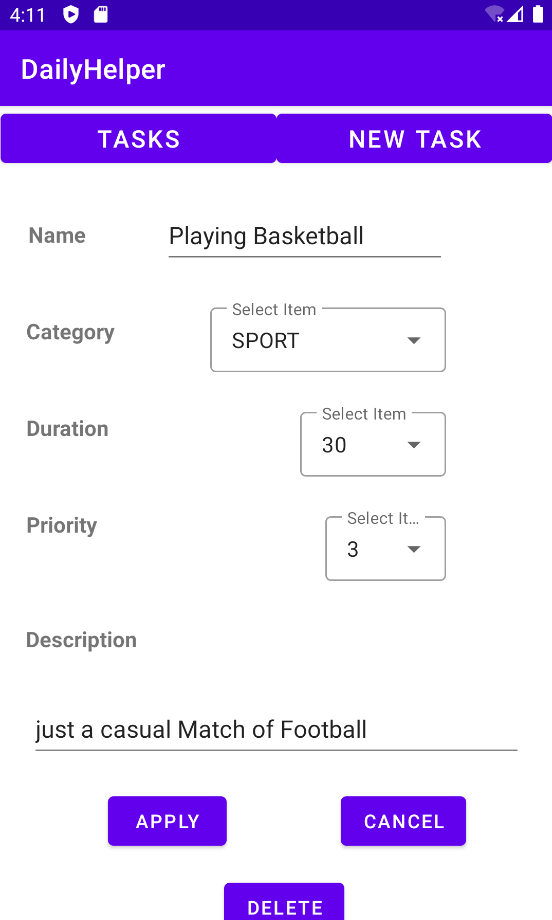 4:11
DailyHelper
TASKS NEW TASK
Name Playing Basketball
Select Item
Category SPORT
Select Item
Duration 30
Select It...
Priority 3
Description
just a casual Match of Football
APPLY CANCEL
DELETE